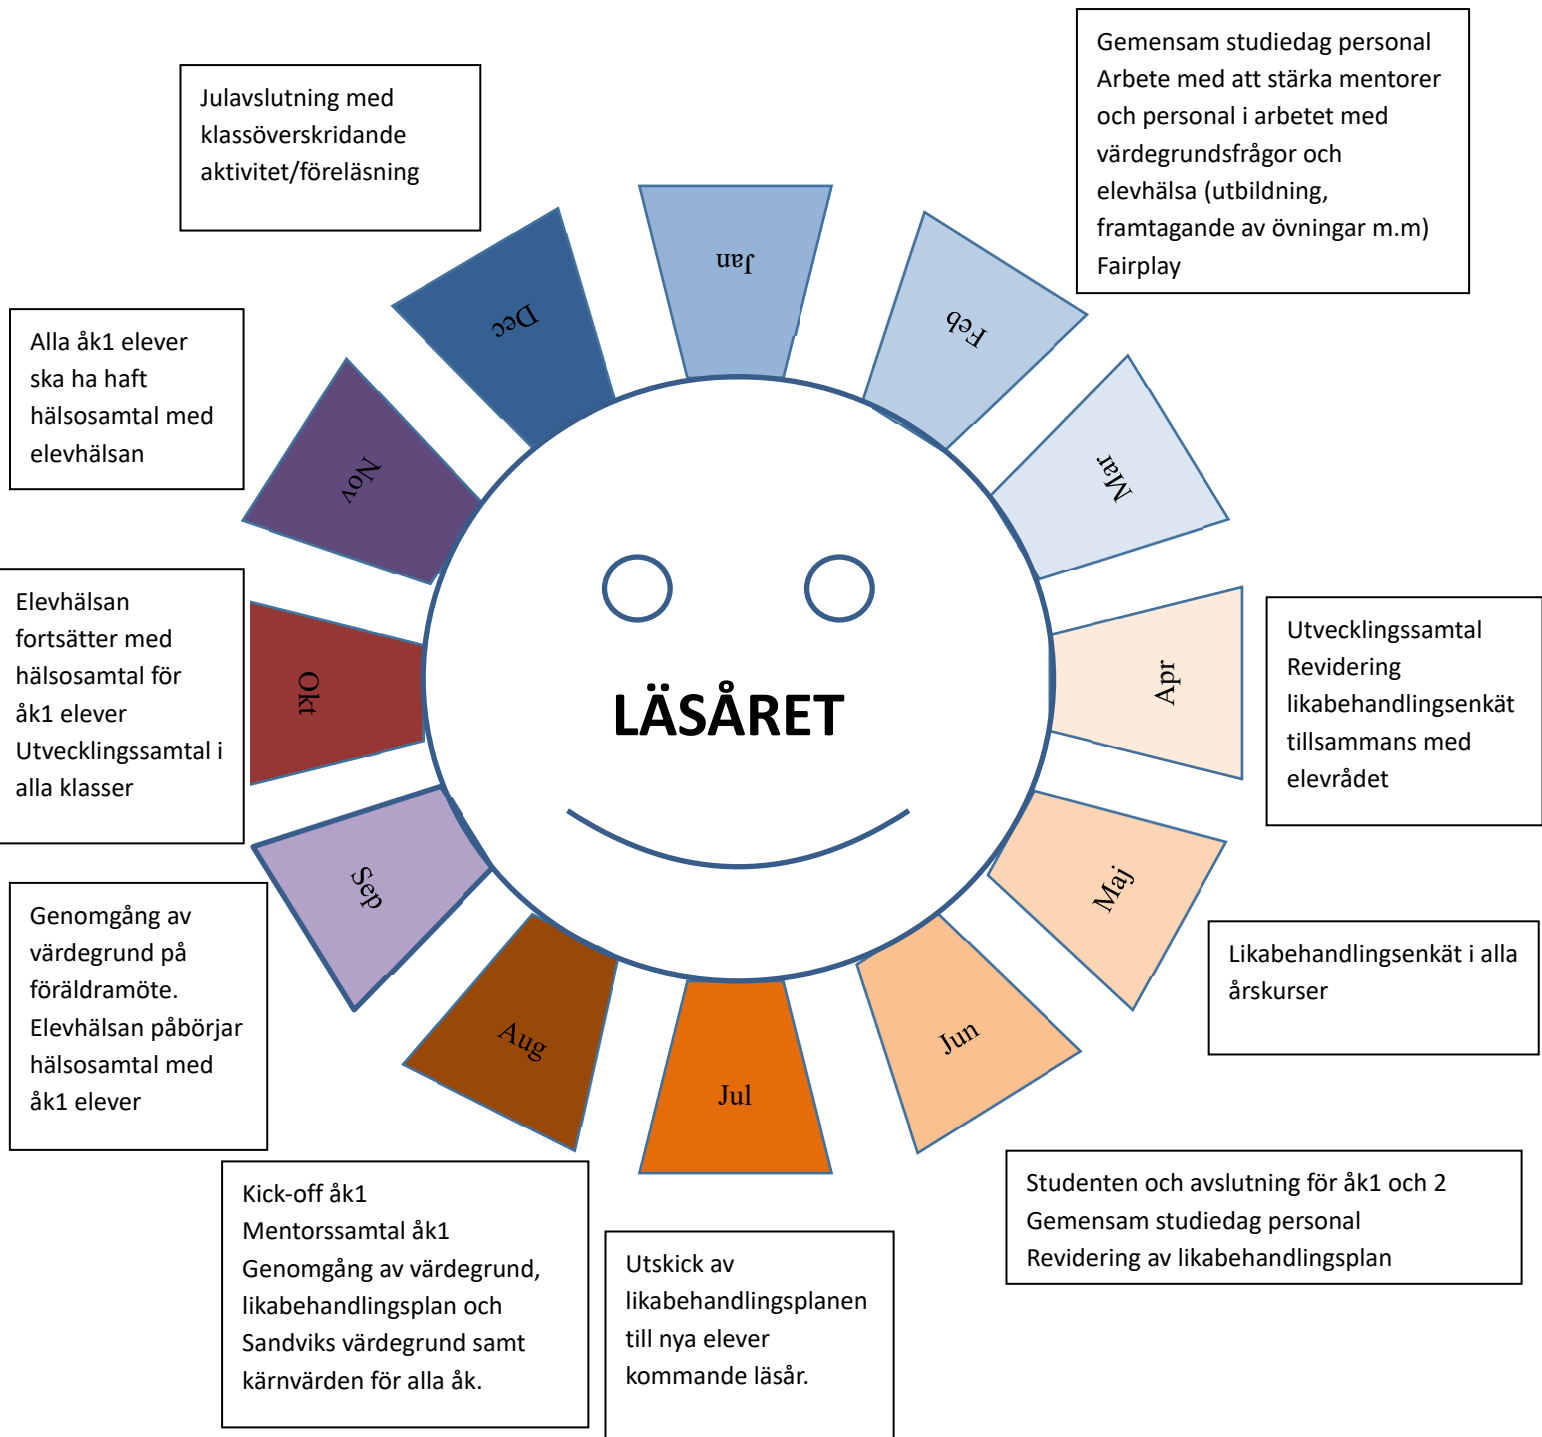 Gemensam studiedag personal
Arbete med att stärka mentorer
och personal i arbetet med
värdegrundsfrågor och
elevhälsa (utbildning,
framtagande av övningar m.m)
Fairplay
Julavslutning med
klassöverskridande
aktivitet/föreläsning
Jan
Feb
Dec
Mar
Nov
Alla åk1 elever
ska ha haft
hälsosamtal med
elevhälsan
Elevhälsan
fortsätter med
hälsosamtal för
åk1 elever
Utvecklingssamtal i
alla klasser
Okt
LÄSÅRET
Apr
Utvecklingssamtal
Revidering
likabehandlingsenkät
tillsammans med
elevrådet
Sep
Maj
Genomgång av
värdegrund på
föräldramöte.
Elevhälsan påbörjar
hälsosamtal med
åk1 elever
Likabehandlingsenkät i alla
årskurser
Aug
Jul
Jun
Kick-off åk1
Mentorssamtal åk1
Genomgång av värdegrund,
likabehandlingsplan och
Sandviks värdegrund samt
kärnvärden för alla åk.
Utskick av
likabehandlingsplanen
till nya elever
kommande läsår.
Studenten och avslutning för åk1 och 2
Gemensam studiedag personal
Revidering av likabehandlingsplan